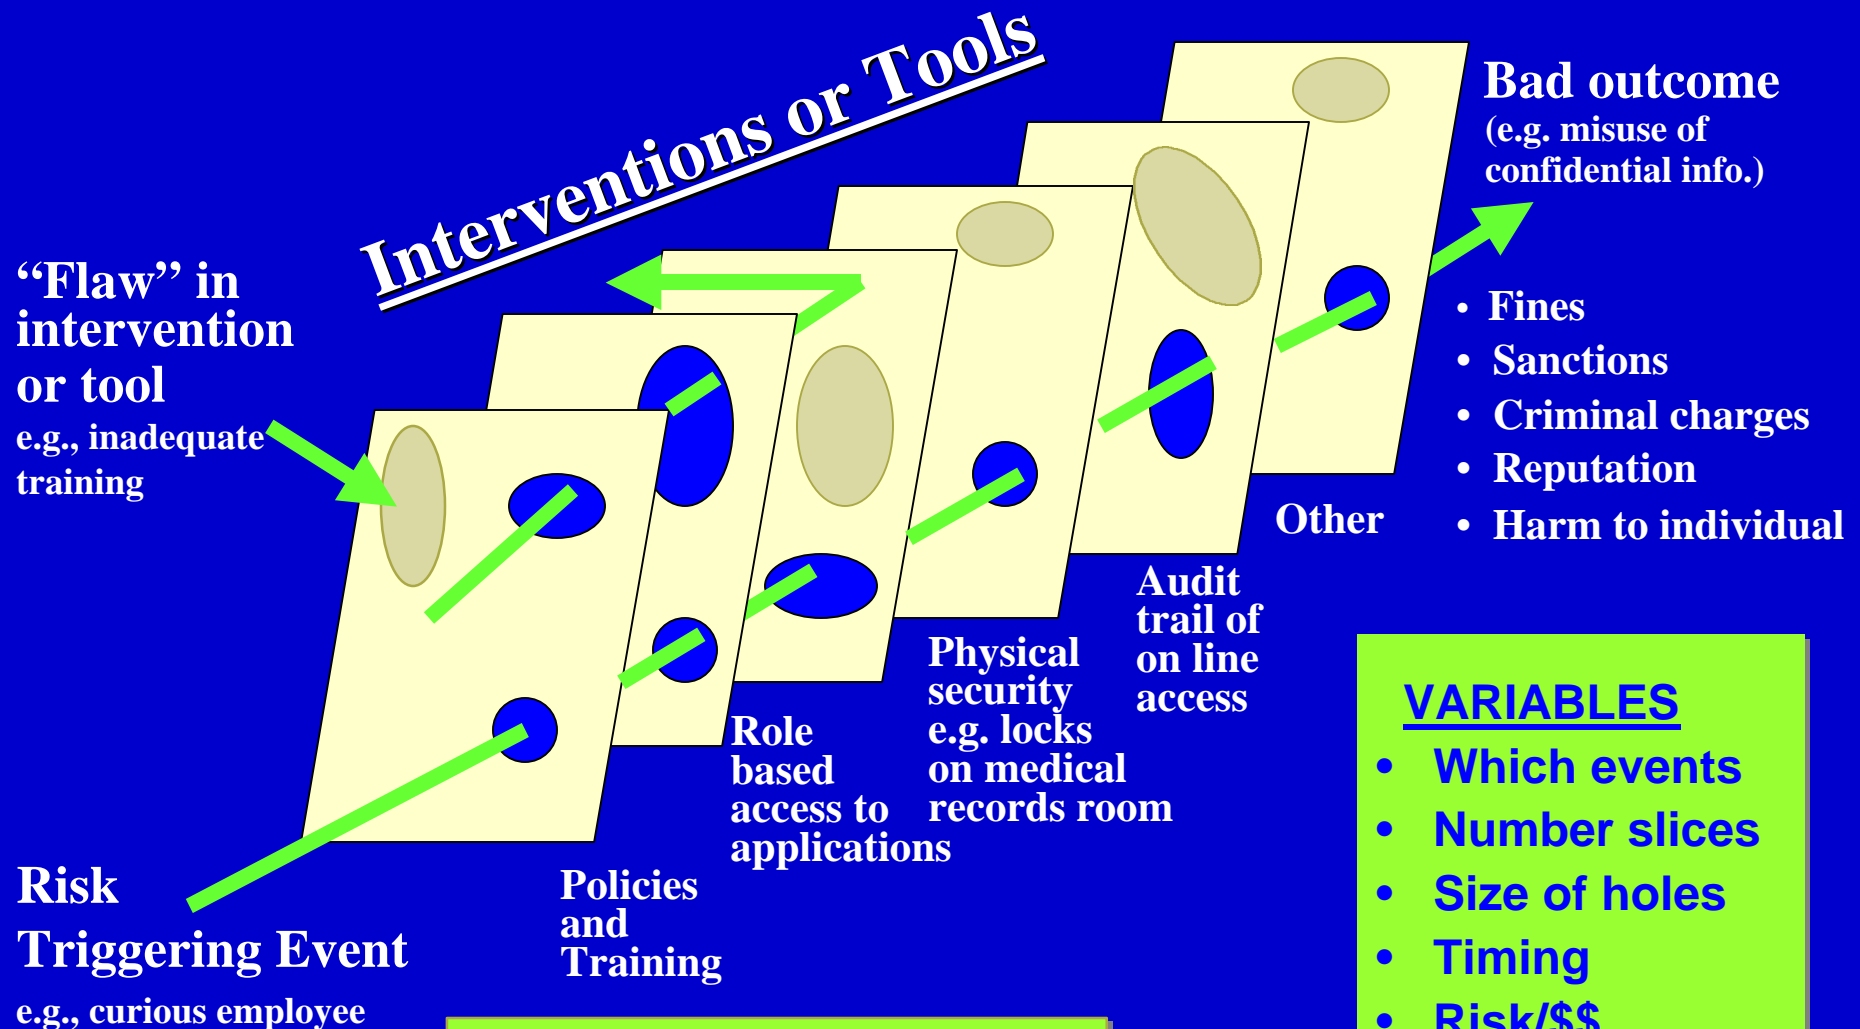 Interventions or Tools
“Flaw” in
intervention
or tool
e.g., inadequate
training
Bad outcome
(e.g. misuse of
confidential info.)
• Fines
• Sanctions
• Criminal charges
• Reputation
• Harm to individual
Other
Audit
trail of
on line
access
Physical
security
e.g. locks
on medical
records room
Role
based
access to
applications
Policies
and
Training
Risk
Triggering Event
e.g., curious employee
VARIABLES
• Which events
• Number slices
• Size of holes
• Timing
• Risk/$$